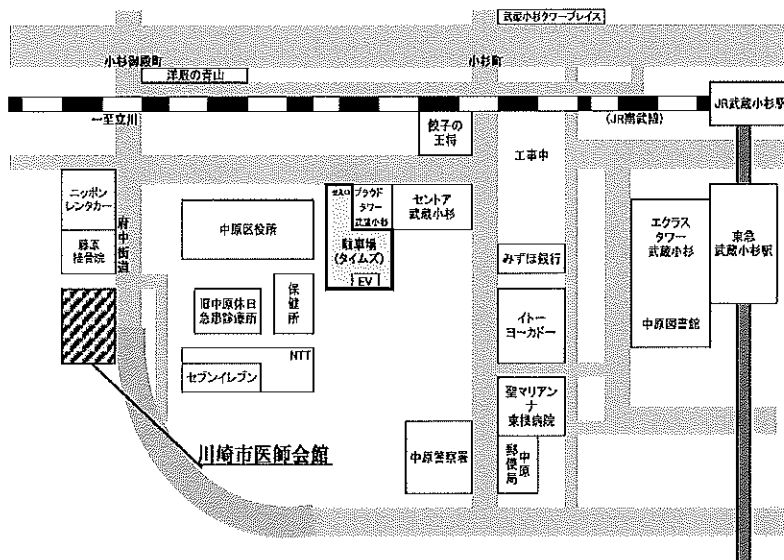 武蔵小杉タワープレイス
小杉御殿町
小杉町
洋服の青山
JR武蔵小杉駅
←至立川
(JR南武線)
餃子の
王将
工事中
ニッポン
レンタカー
藤原
接骨院
府中街道
中原区役所
出入口
プラウド
タワー
武蔵小杉
セントア
武蔵小杉
駐車場
(タイムズ)
EV
みずほ銀行
エクラス
タワー
武蔵小杉
東急
武蔵小杉駅
旧中原休日
急患診療所
保健所
イトー
ヨーカドー
中原図書館
NTT
セブンイレブン
聖マリアン
ナ
東横病院
川崎市医師会館
中原警察署
中原
郵便局